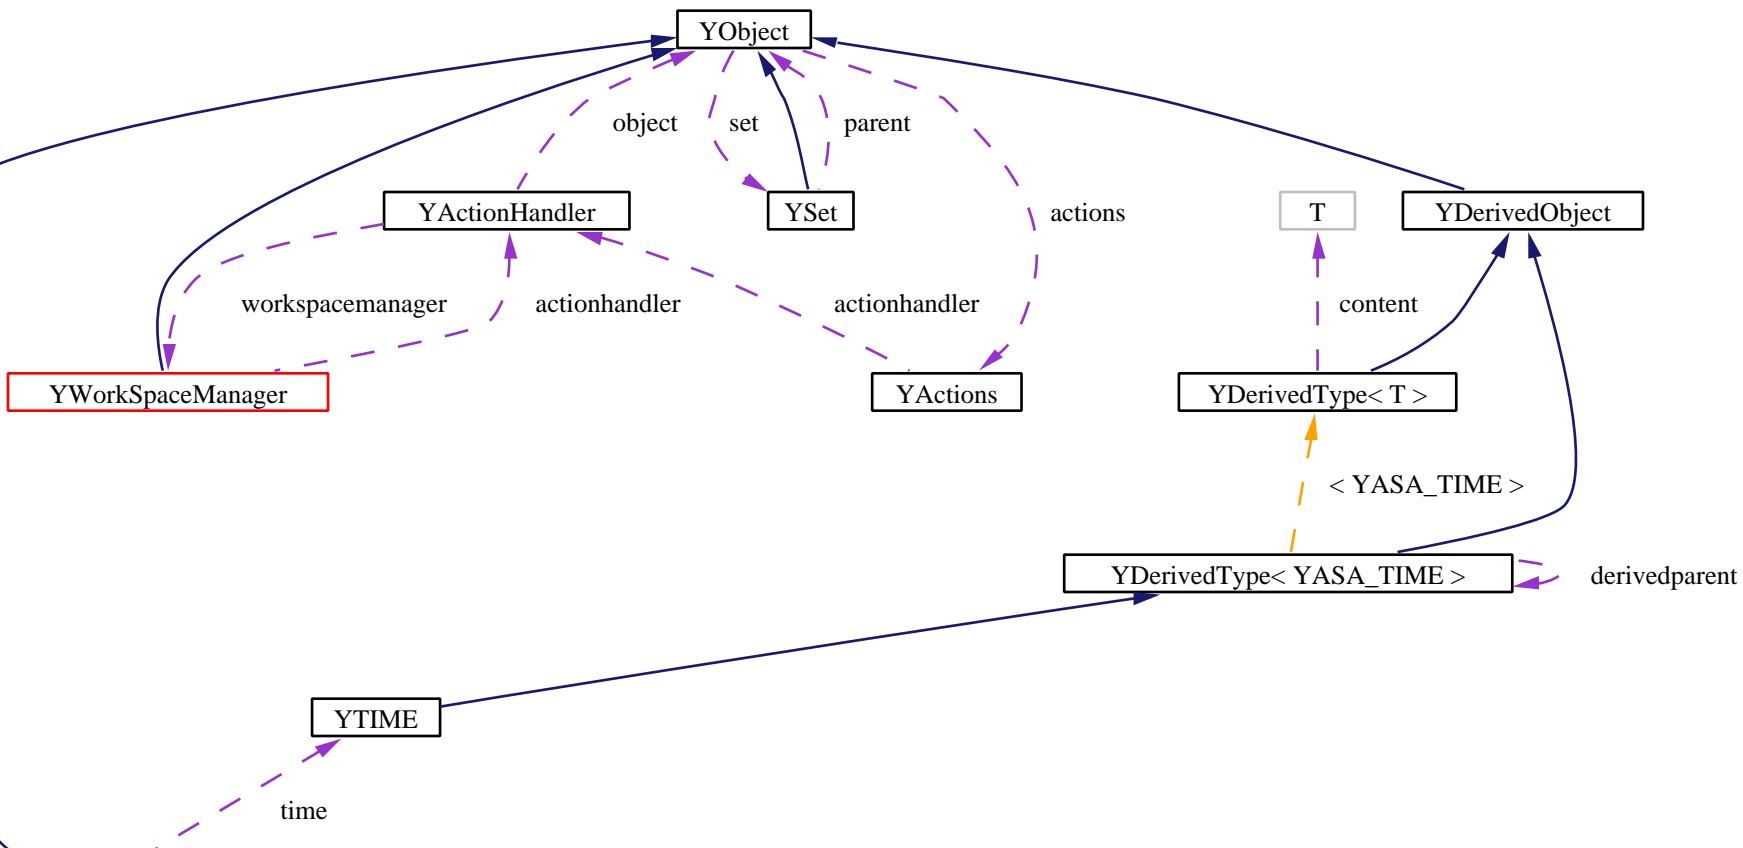 YObject
object
set
parent
YActionHandler
YSet
actions
T
YDerivedObject
workspacemanager
actionhandler
actionhandler
content
YWorkSpaceManager
YActions
YDerivedType< T >
< YASA_TIME >
YDerivedType< YASA_TIME >
derivedparent
YTIME
time